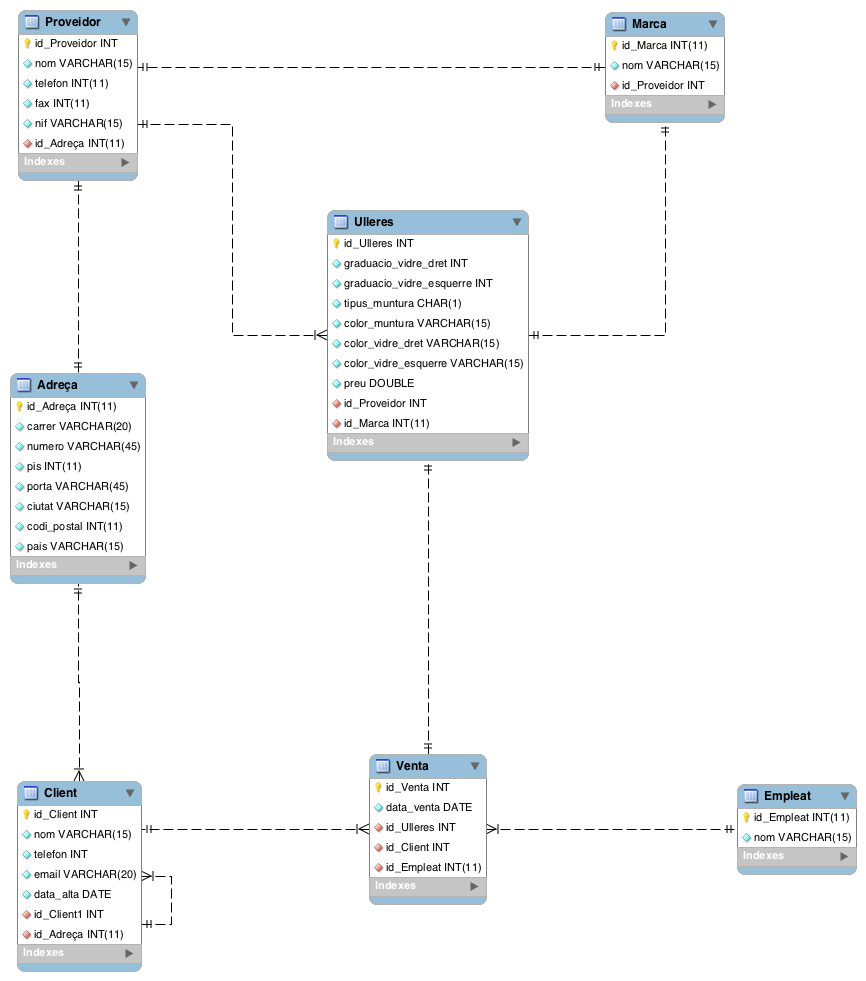 Proveidor
id_Proveidor INT
nom VARCHAR(15)
telefon INT(11)
fax INT(11)
nif VARCHAR(15)
id_Adreça INT(11)
Indexes
Marca
id_Marca INT(11)
nom VARCHAR(15)
id_Proveidor INT
Indexes
Ulleres
id_Ulleres INT
graduacio_vidre_dret INT
graduacio_vidre_esquerre INT
tipus_muntura CHAR(1)
color_muntura VARCHAR(15)
color_vidre_dret VARCHAR(15)
color_vidre_esquerre VARCHAR(15)
preu DOUBLE
id_Proveidor INT
id_Marca INT(11)
Indexes
Adreça
id_Adreça INT(11)
carrer VARCHAR(20)
numero VARCHAR(45)
pis INT(11)
porta VARCHAR(45)
ciutat VARCHAR(15)
codi_postal INT(11)
pais VARCHAR(15)
Indexes
Client
id_Client INT
nom VARCHAR(15)
telefon INT
email VARCHAR(20)
data_alta DATE
id_Client1 INT
id_Adreça INT(11)
Indexes
Venta
id_Venta INT
data_venta DATE
id_Ulleres INT
id_Client INT
id_Empleat INT(11)
Indexes
Empleat
id_Empleat INT(11)
nom VARCHAR(15)
Indexes